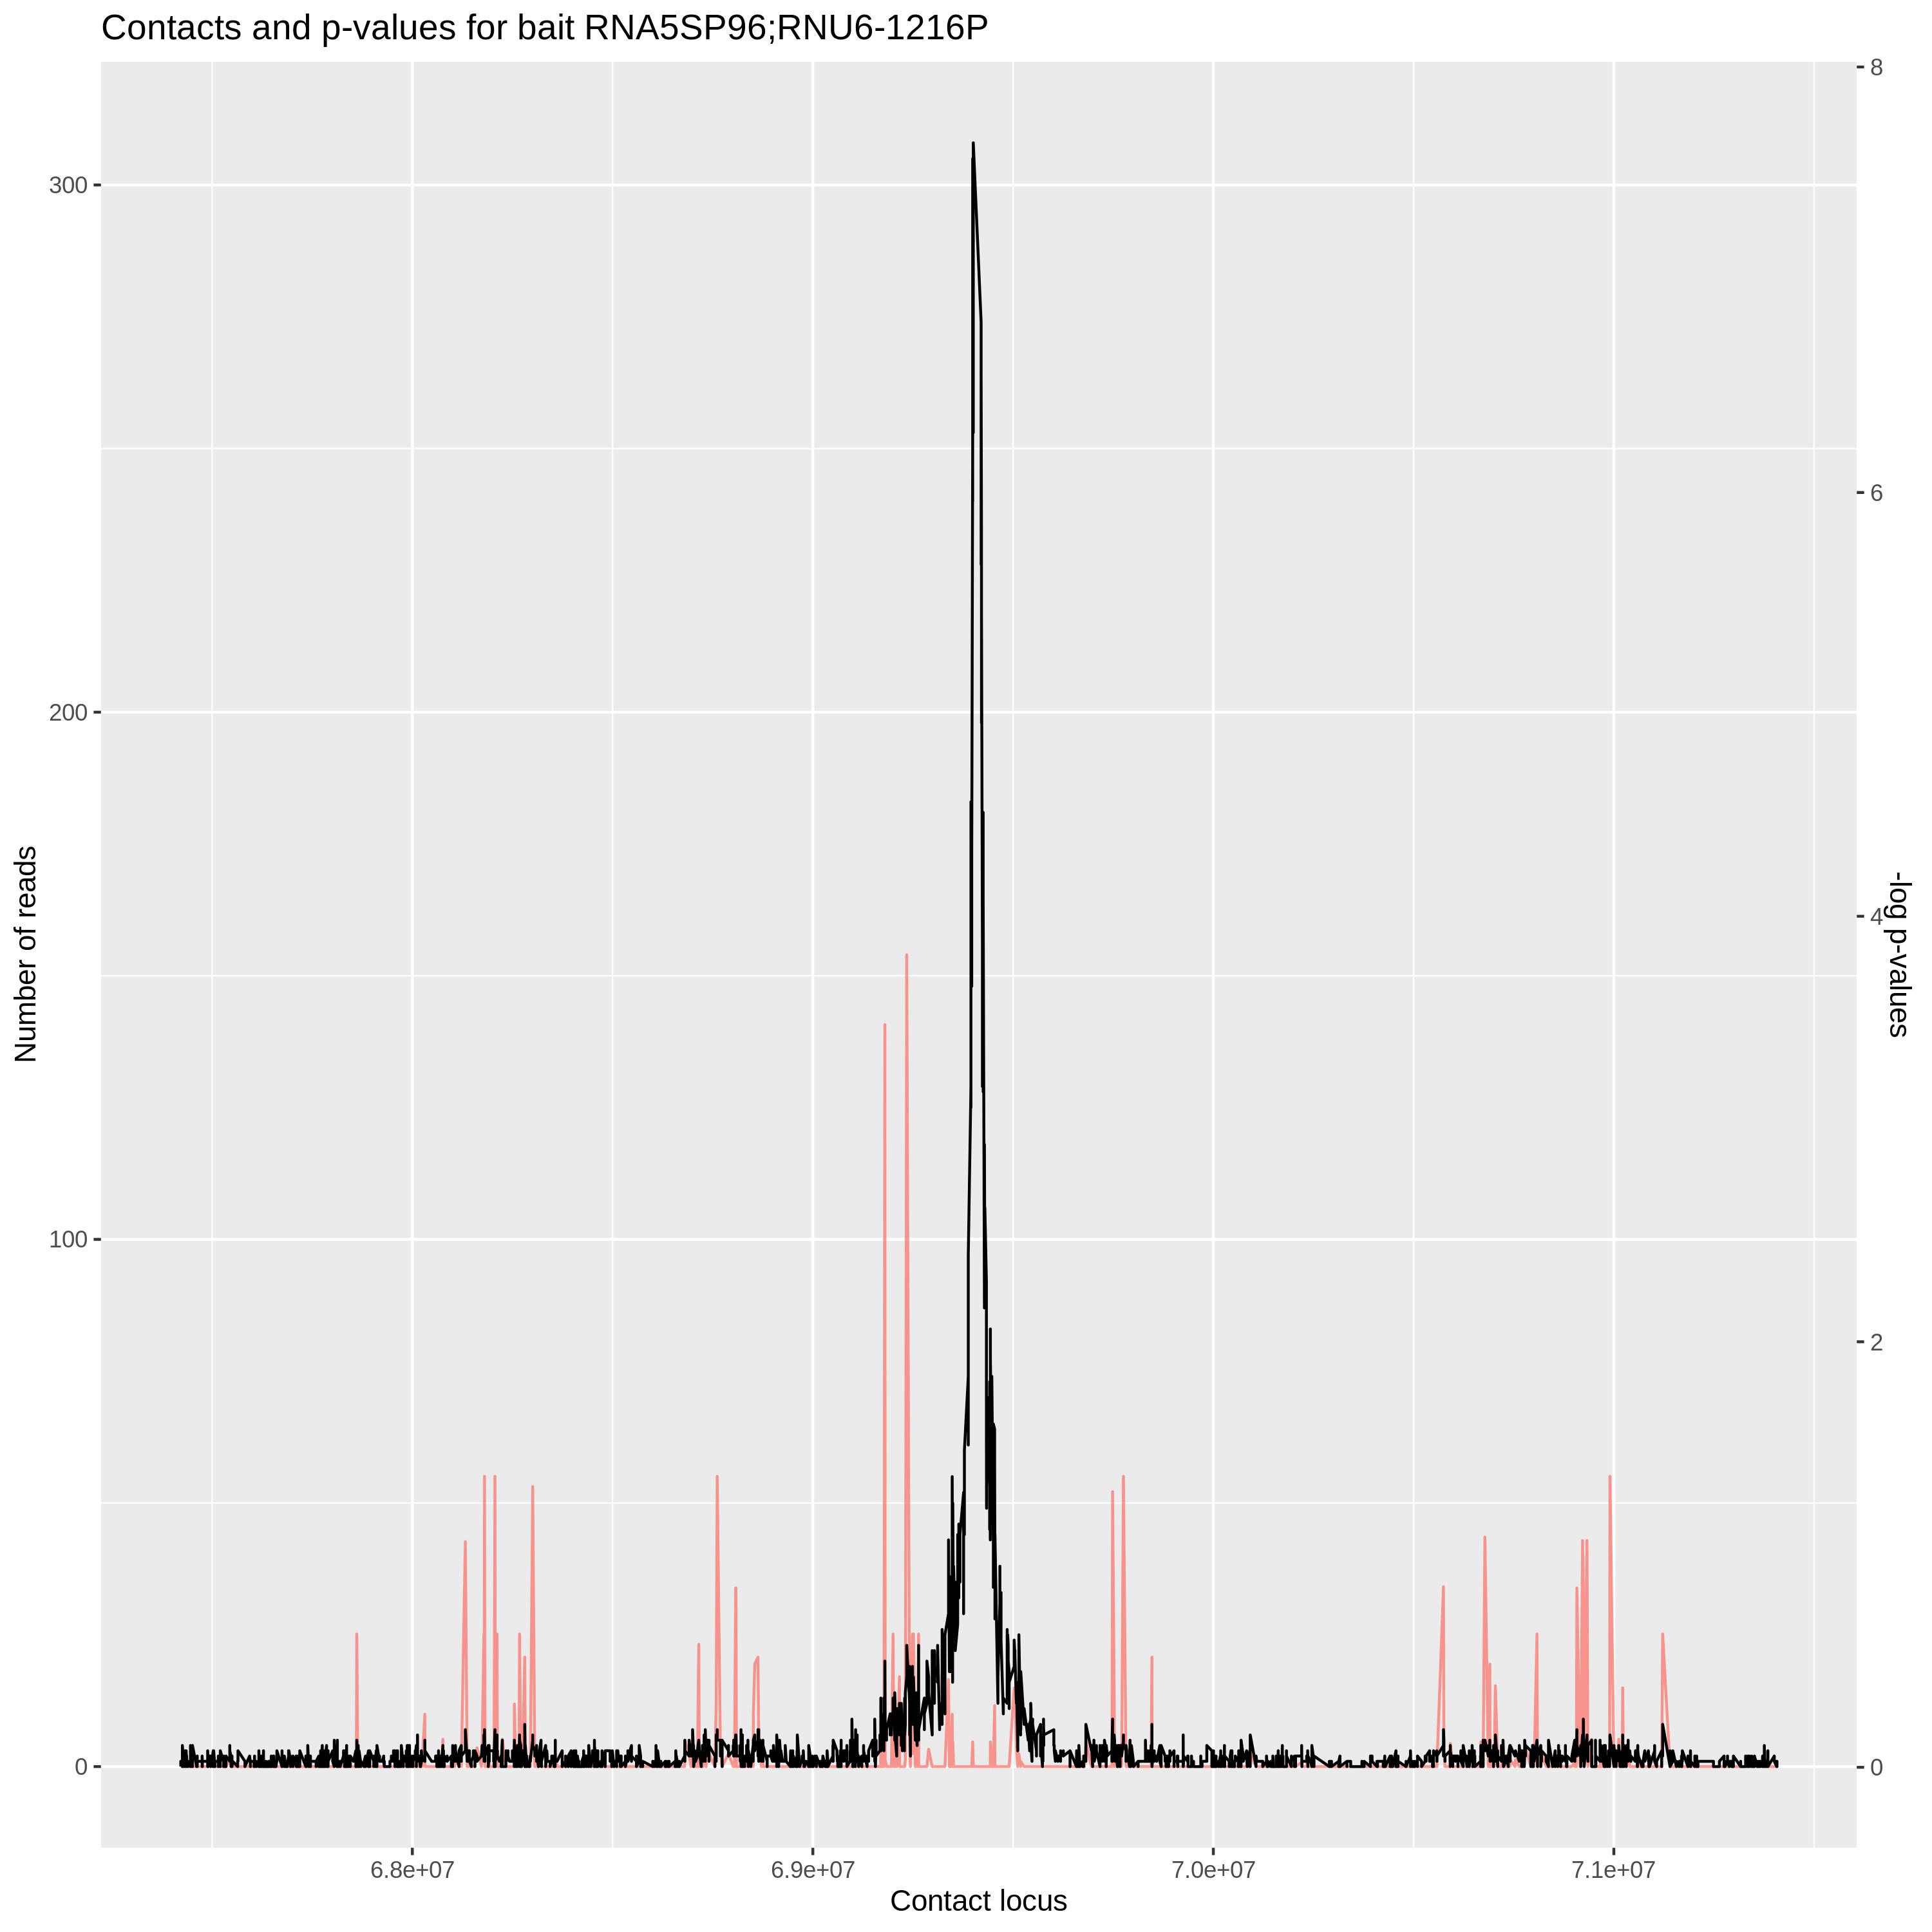 Contacts and p-values for bait RNA5SP96;RNU6-1216P
8
300
6
200
Number of reads
4
-log p-values
100
2
0
0
6.8e+07
6.9e+07
7.0e+07
7.1e+07
Contact locus